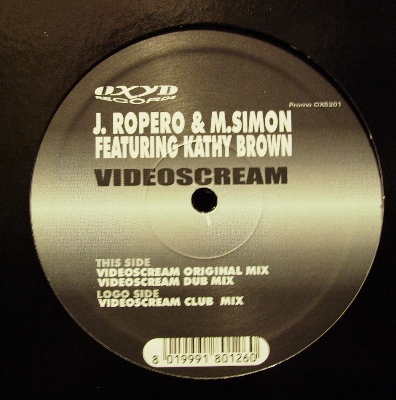 OXYD
RECORDS
Promo OX5201
J. ROPERO & M.SIMON
FEATURING KATHY BROWN
VIDEOSCREAM
THIS SIDE
VIDEOSCREAM ORIGINAL MIX
VIDEOSCREAM DUB MIX
LOGO SIDE
VIDEOSCREAM CLUB MIX
8 019991 801260